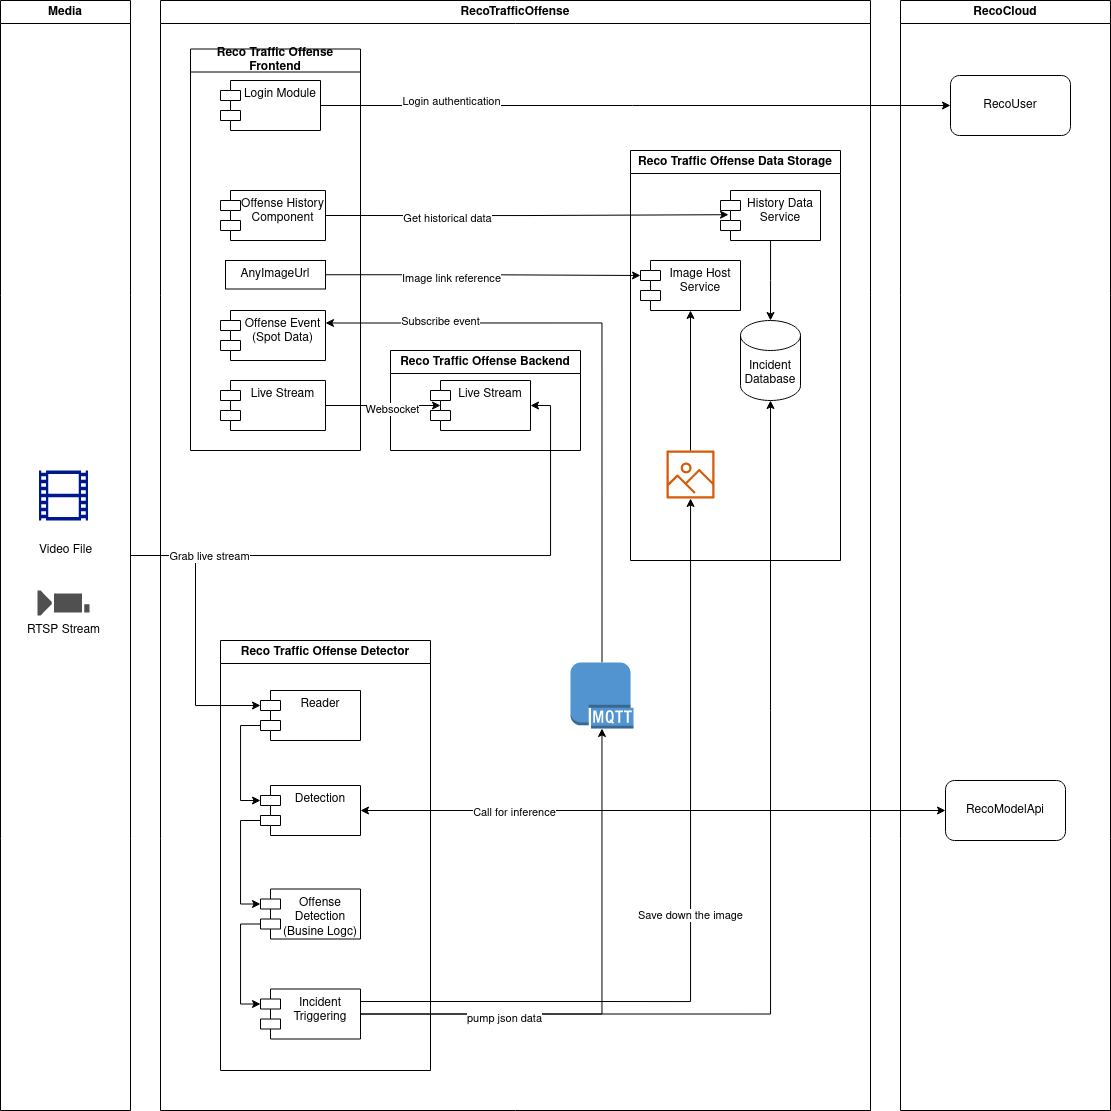 Media
RecoTrafficOffense
RecoCloud
Reco Traffic Offense
Frontend
Login Module
Login authentication
RecoUser
Reco Traffic Offense Data Storage
Offense History
Component
Get historical data
History Data
Service
AnyImageUrl
Image link reference
Image Host
Service
Offense Event
(Spot Data)
Subscribe event
Reco Traffic Offense Backend
Incident
Database
Live Stream
Websocket
Live Stream
Video File
Grab live stream
RTSP Stream
Reco Traffic Offense Detector
Reader
MQTT
Detection
Call for inference
RecoModelApi
Offense
Detection
(Busine Logc)
Save down the image
Incident
Triggering
pump json data